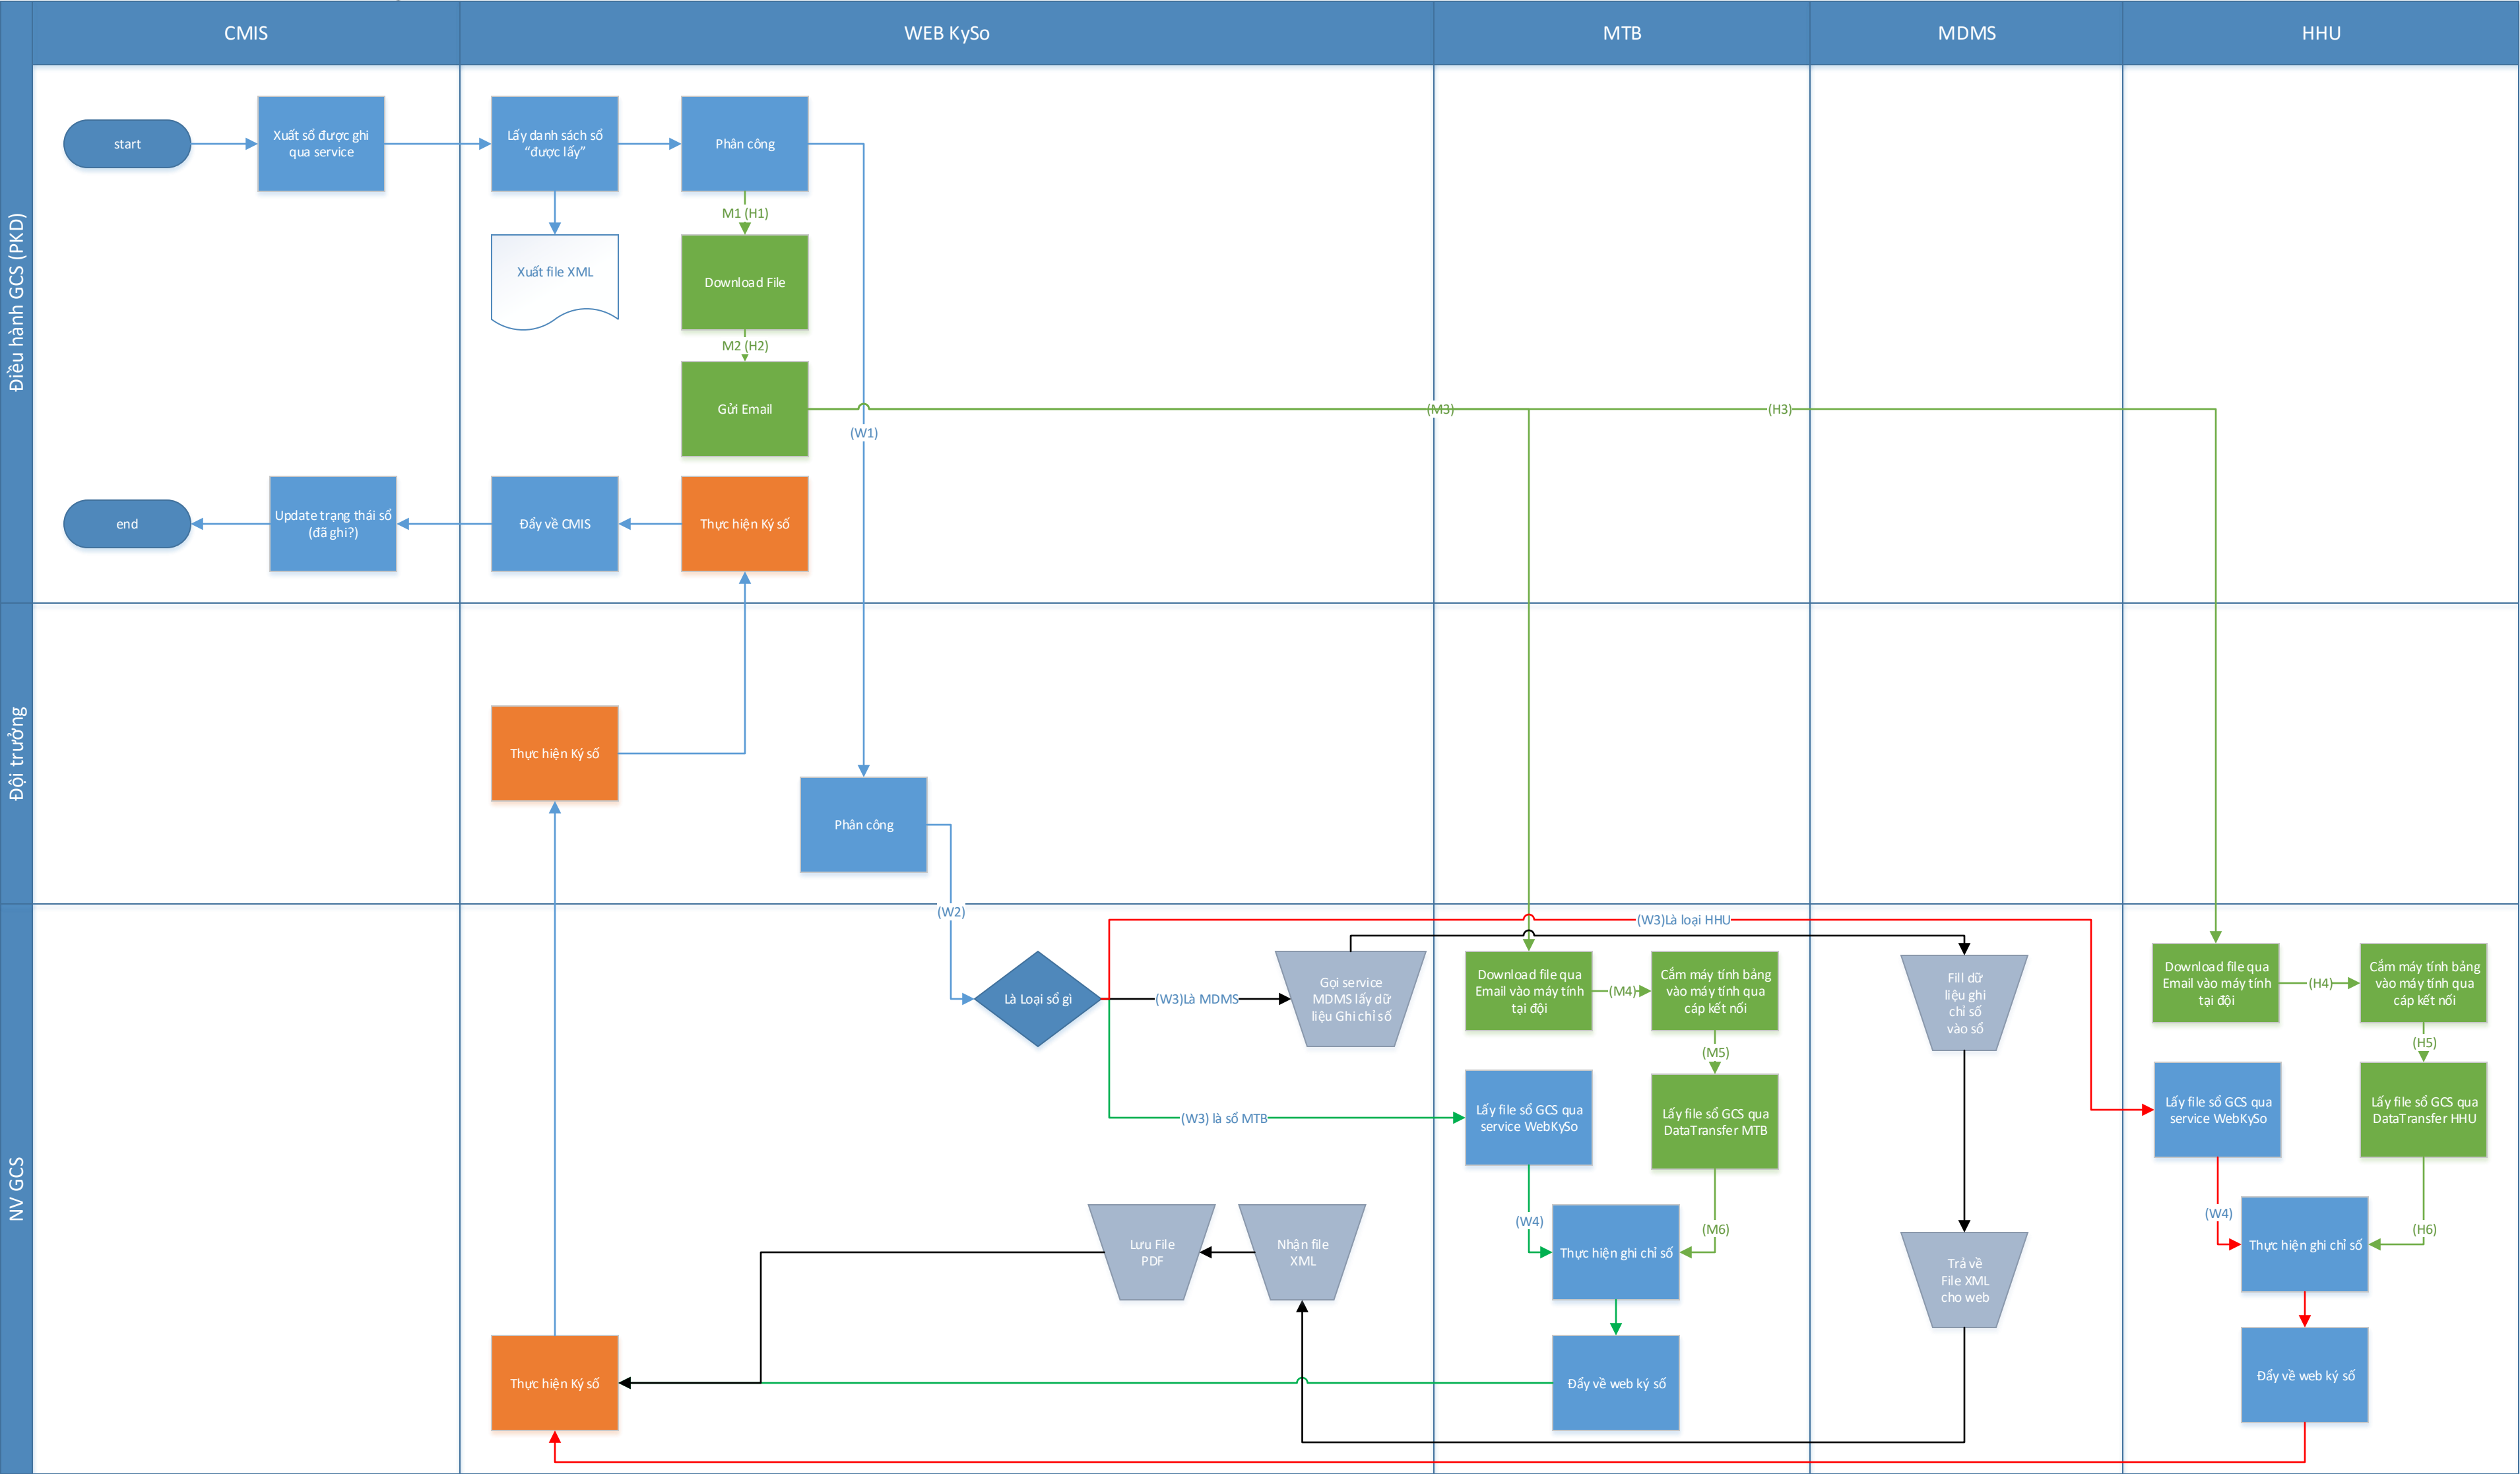 CMIS
WEB KySo
MTB
MDMS
HHU
Điều hành GCS (PKD)
start
Xuất sổ được ghi
qua service
Lấy danh sách sổ
“được lấy”
Phân công
M1 (H1)
Xuất file XML
Download File
M2 (H2)
Gửi Email
(M3)
(H3)
(W1)
end
Update trạng thái sổ
(đã ghi?)
Đẩy về CMIS
Thực hiện Ký số
Đội trưởng
Thực hiện Ký số
Phân công
(W2)
NV GCS
(W3)Là loại HHU
Là Loại sổ gì
(W3)Là MDMS
Gọi service
MDMS lấy dữ
liệu Ghi chỉ số
Download file qua
Email vào máy tính
tại đội
(M4)
Cắm máy tính bảng
vào máy tính qua
cáp kết nối
Fill dữ
liệu ghi
chỉ số
vào sổ
Download file qua
Email vào máy tính
tại đội
(H4)
Cắm máy tính bảng
vào máy tính qua
cáp kết nối
(M5)
(H5)
(W3) là sổ MTB
Lấy file sổ GCS qua
service WebKySo
Lấy file sổ GCS qua
DataTransfer MTB
Lấy file sổ GCS qua
service WebKySo
Lấy file sổ GCS qua
DataTransfer HHU
(W4)
(M6)
(W4)
(H6)
Lưu File
PDF
Nhận file
XML
Thực hiện ghi chỉ số
Trả về
File XML
cho web
Thực hiện ghi chỉ số
Thực hiện Ký số
Đẩy về web ký số
Đẩy về web ký số